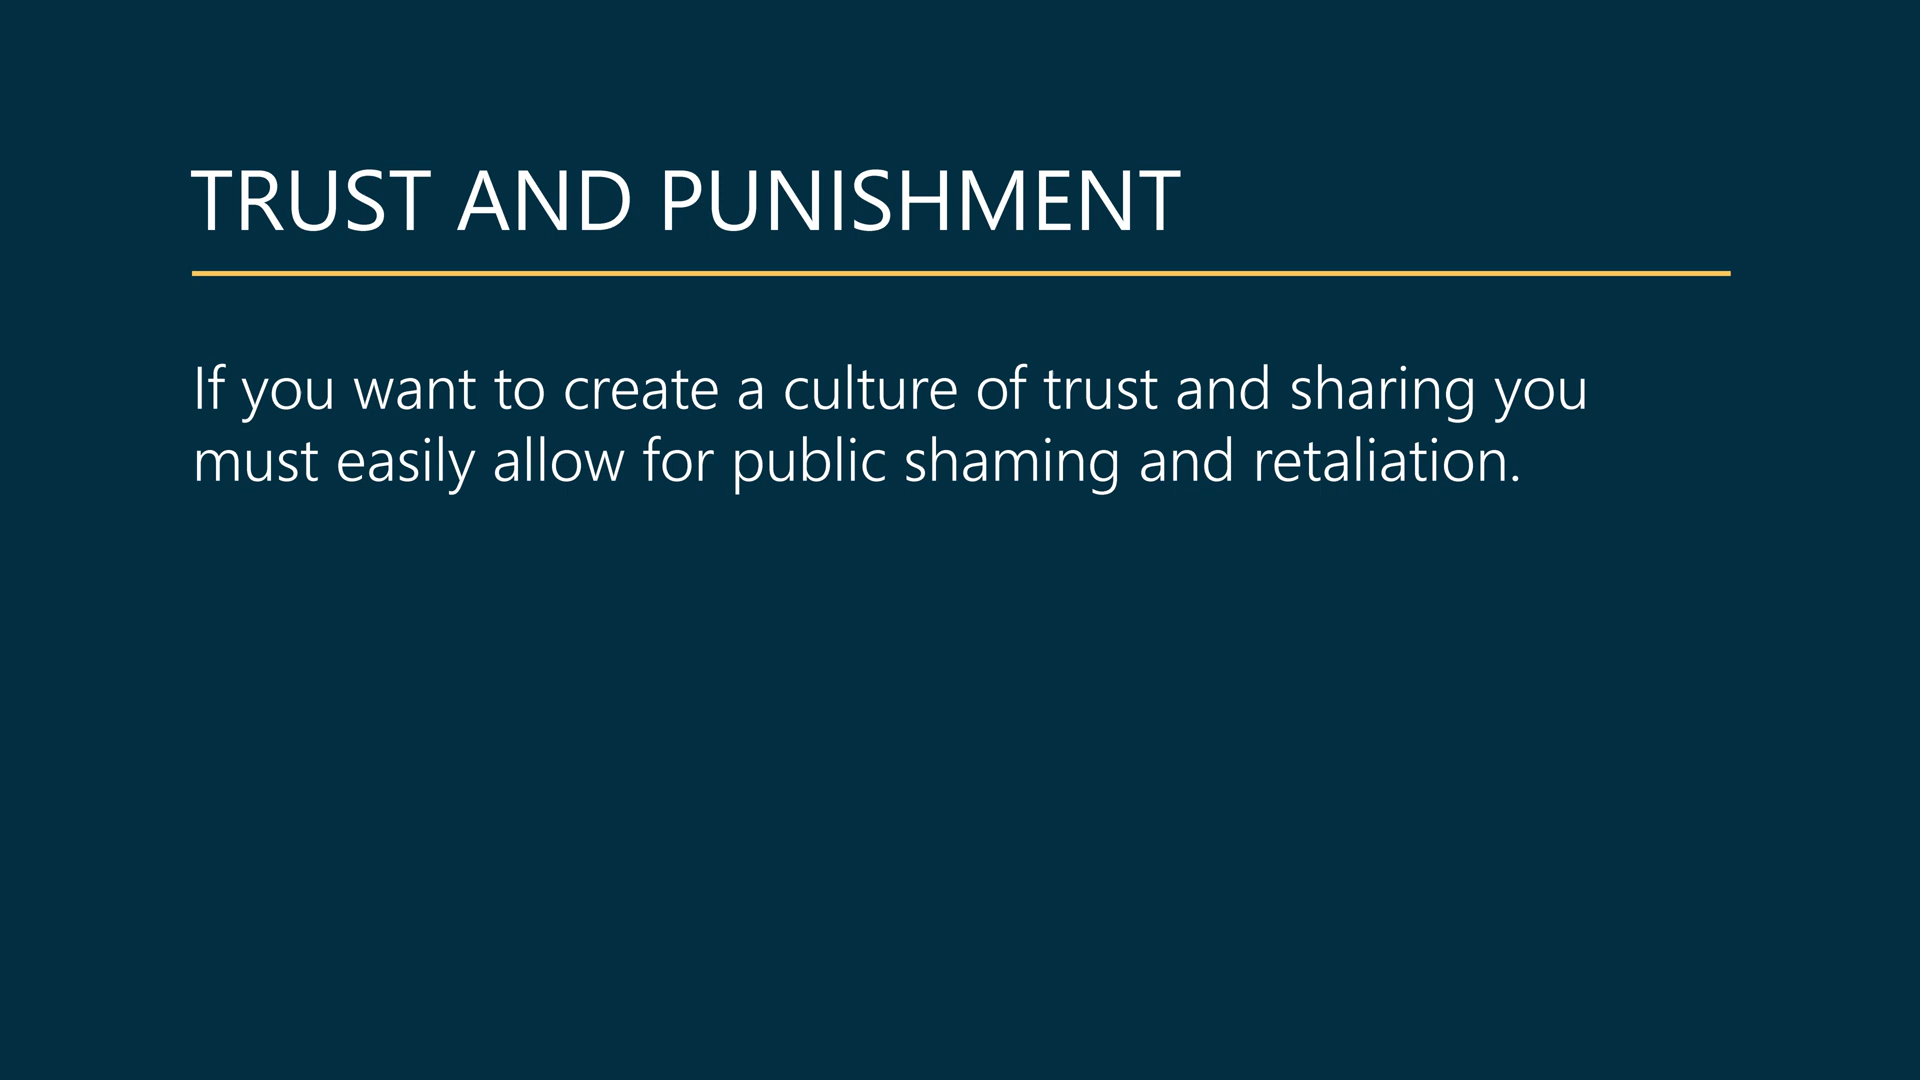 TRUST AND PUNISHMENT
If you want to create a culture of trust and sharing you
must easily allow for public shaming and retaliation.